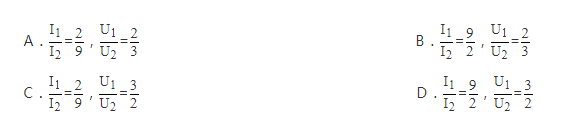 A．I₁/I₂=2/9，U₁/U₂=2/3 B．I₁/I₂=9/2，U₁/U₂=2/3
C．I₁/I₂=2/9，U₁/U₂=3/2 D．I₁/I₂=9/2，U₁/U₂=3/2